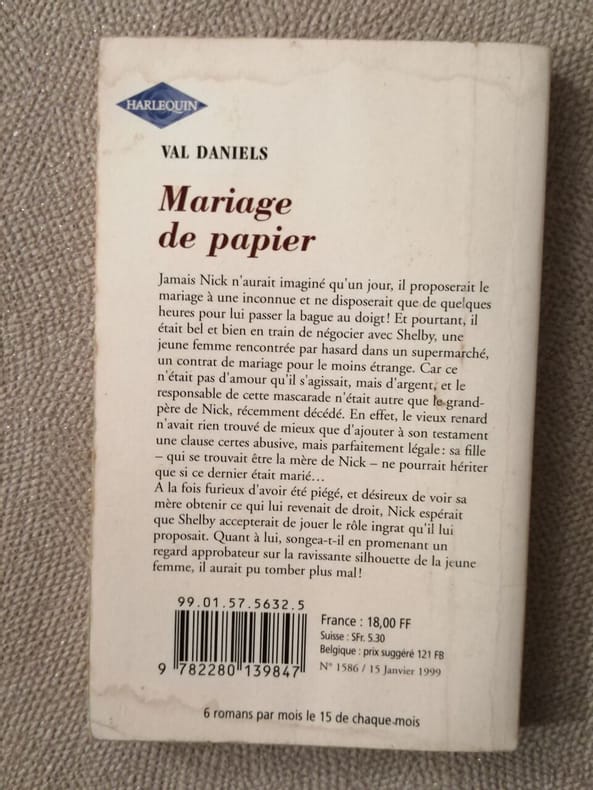 HARLEQUIN
VAL DANIELS
Mariage
de papier
Jamais Nick n'aurait imaginé qu'un jour, il proposerait le
mariage à une inconnue et ne disposerait que de quelques
heures pour lui passer la bague au doigt ! Et pourtant, il
était bel et bien en train de négocier avec Shelby, une
jeune femme rencontrée par hasard dans un supermarché,
un contrat de mariage pour le moins étrange. Car ce
n'était pas d'amour qu'il s'agissait, mais d'argent, et le
responsable de cette mascarade n'était autre que le grand-
père de Nick, récemment décédé. En effet, le vieux renard
n'avait rien trouvé de mieux que d'ajouter à son testament
une clause certes abusive, mais parfaitement légale : sa fille
– qui se trouvait être la mère de Nick – ne pourrait hériter
que si ce dernier était marié…
A la fois furieux d'avoir été piégé, et désireux de voir sa
mère obtenir ce qui lui revenait de droit, Nick espérait
que Shelby accepterait de jouer le rôle ingrat qu'il lui
proposait. Quant à lui, songea-t-il en promenant un
regard approbateur sur la ravissante silhouette de la jeune
femme, il aurait pu tomber plus mal !
99.01.57.5632.5
9 782280 139847
France : 18,00 FF
Suisse : SFr. 5.30
Belgique : prix suggéré 121 FB
N° 1586 / 15 Janvier 1999
6 romans par mois le 15 de chaque mois